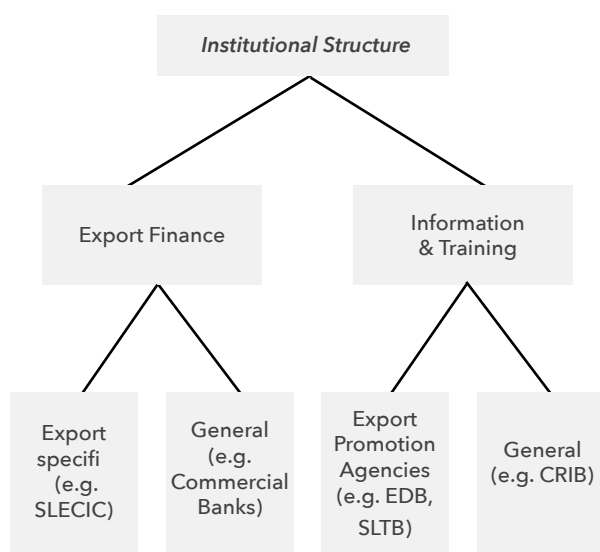 Institutional Structure
Export Finance
Information
& Training
Export
specifi
(e.g.
SLECIC)
General
(e.g.
Commercial
Banks)
Export
Promotion
Agencies
(e.g. EDB,
SLTB)
General
(e.g. CRIB)